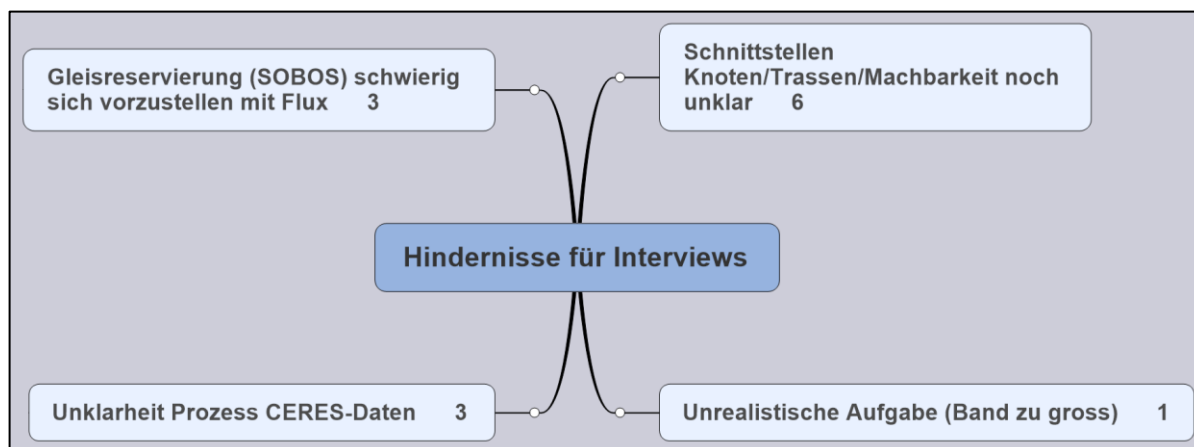 Gleisreservierung (SOBOS) schwierig
sich vorzustellen mit Flux 3
Schnittstellen
Knoten/Trassen/Machbarkeit noch
unklar 6
Hindernisse für Interviews
Unklarheit Prozess CERES-Daten 3
Unrealistische Aufgabe (Band zu gross) 1